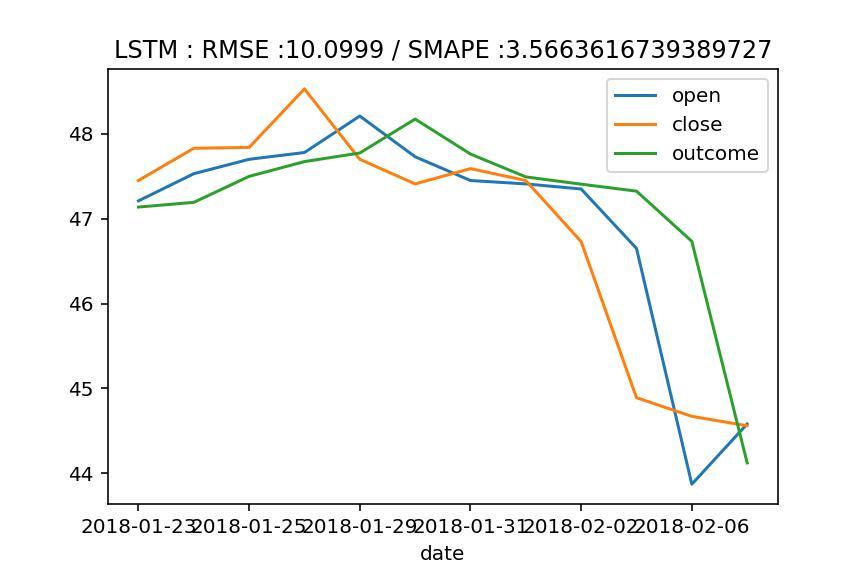 LSTM : RMSE :10.0999 / SMAPE :3.5663616739389727
open
close
outcome
48
47
46
45
44
2018-01-23 2018-01-25 2018-01-29 2018-01-31 2018-02-02 2018-02-06
date